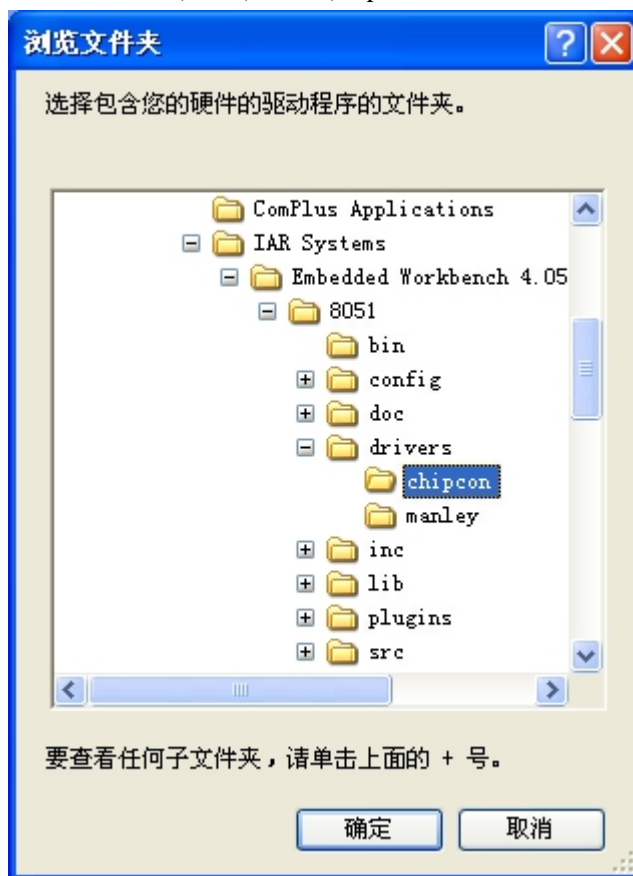 浏览文件夹
选择包含您的硬件的驱动程序的文件夹。
ComPlus Applications
IAR Systems
Embedded Workbench 4.05
8051
bin
config
doc
drivers
chipcon
manley
inc
lib
plugins
src
要查看任何子文件夹，请单击上面的 + 号。
确定
取消